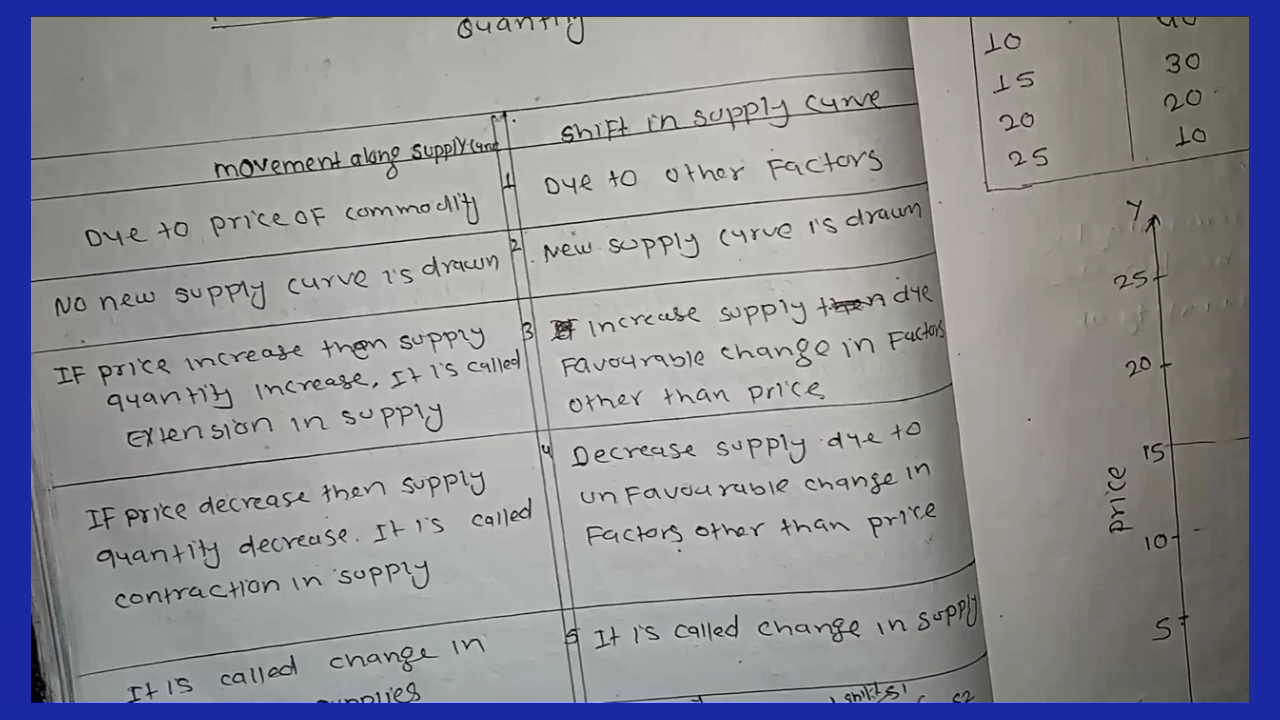 quantity
movement along supply curve
shift in supply curve
Due to price of commodity
1 Due to other Factors
No new supply curve is drawn
2 New supply curve is drawn
IF price increase then supply
quantity increase, It is called
extension in supply
3 increase supply due
Favourable change in Factors
other than price
IF price decrease then supply
quantity decrease. It is called
contraction in supply
4 Decrease supply due to
unFavourable change in
Factors other than price
It is called change in
5 It is called change in supply
10
15 30
20 20
25 10
Y
25
20
15
10
5
price